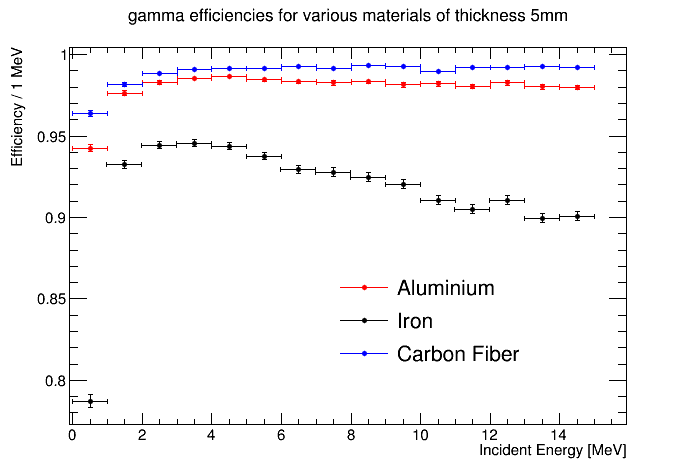 gamma efficiencies for various materials of thickness 5mm
Efficiency / 1 MeV
1
0.95
0.9
0.85
0.8
Aluminium
Iron
Carbon Fiber
0 2 4 6 8 10 12 14
Incident Energy [MeV]